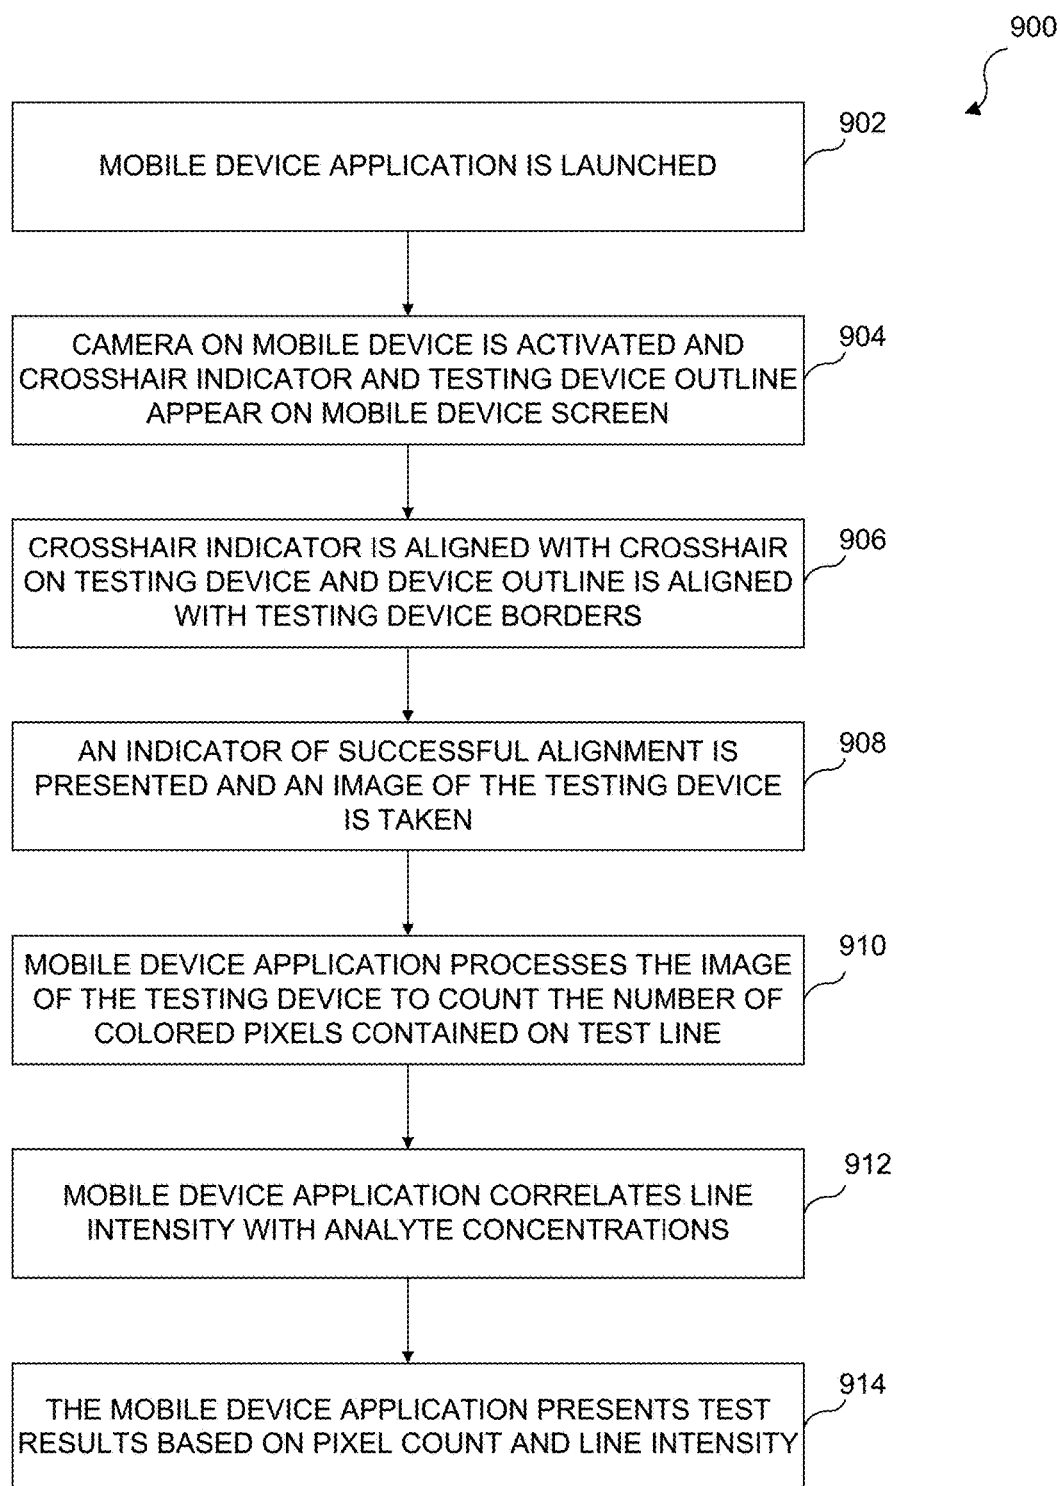 900
902
MOBILE DEVICE APPLICATION IS LAUNCHED
904
CAMERA ON MOBILE DEVICE IS ACTIVATED AND
CROSSHAIR INDICATOR AND TESTING DEVICE OUTLINE
APPEAR ON MOBILE DEVICE SCREEN
906
CROSSHAIR INDICATOR IS ALIGNED WITH CROSSHAIR
ON TESTING DEVICE AND DEVICE OUTLINE IS ALIGNED
WITH TESTING DEVICE BORDERS
908
AN INDICATOR OF SUCCESSFUL ALIGNMENT IS
PRESENTED AND AN IMAGE OF THE TESTING DEVICE
IS TAKEN
910
MOBILE DEVICE APPLICATION PROCESSES THE IMAGE
OF THE TESTING DEVICE TO COUNT THE NUMBER OF
COLORED PIXELS CONTAINED ON TEST LINE
912
MOBILE DEVICE APPLICATION CORRELATES LINE
INTENSITY WITH ANALYTE CONCENTRATIONS
914
THE MOBILE DEVICE APPLICATION PRESENTS TEST
RESULTS BASED ON PIXEL COUNT AND LINE INTENSITY